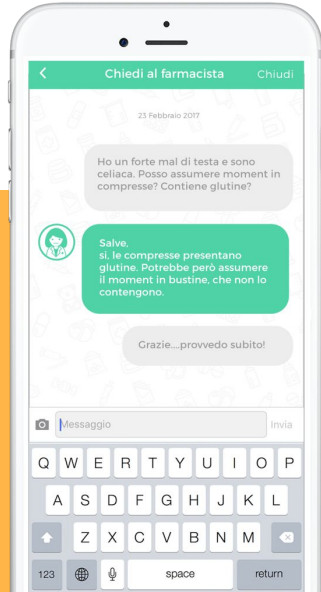 Chiedi al farmacista Chiudi
23 Febbraio 2017
Ho un forte mal di testa e sono
celiaca. Posso assumere moment in
compresse? Contiene glutine?
Salve,
si, le compresse presentano
glutine. Potrebbe però assumere
il moment in bustine, che non lo
contengono.
Grazie....provvedo subito!
Messaggio Invia
Q W E R T Y U I O P
A S D F G H J K L
Z X C V B N M
123 space return